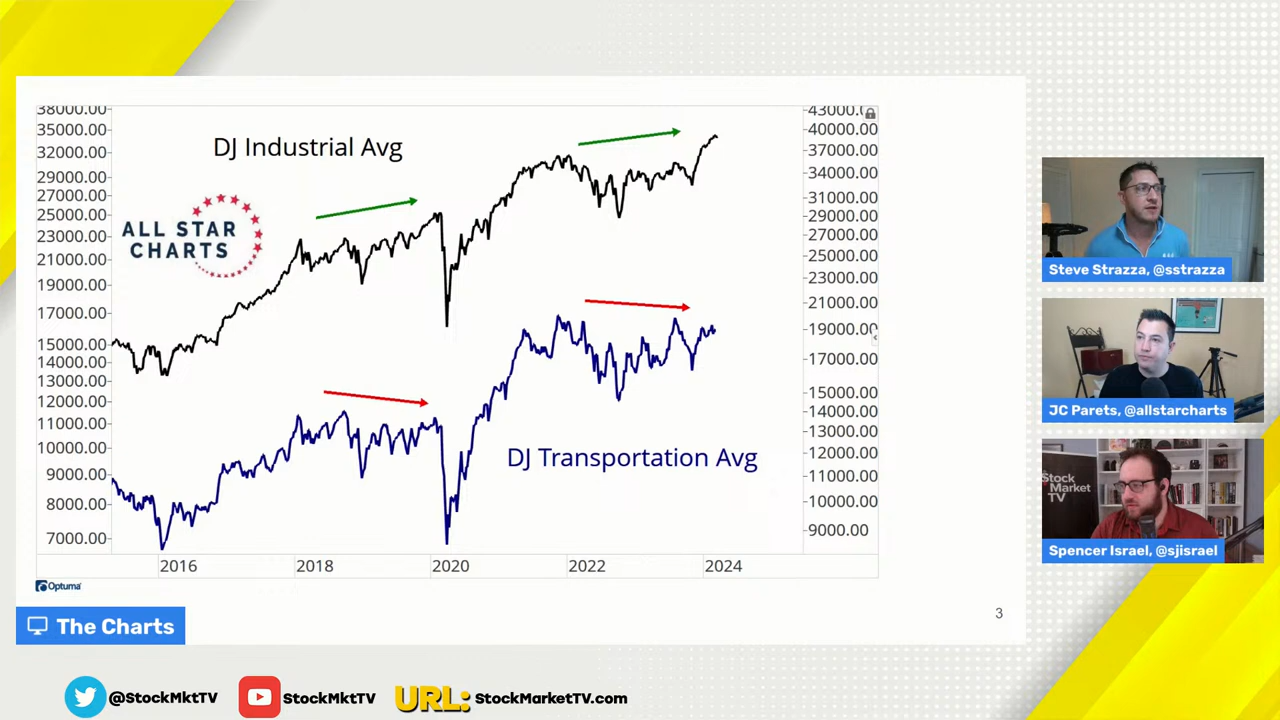 DJ Industrial Avg
ALL STAR
CHARTS
DJ Transportation Avg
38000.00
35000.00
32000.00
29000.00
27000.00
25000.00
23000.00
21000.00
19000.00
17000.00
15000.00
14000.00
13000.00
12000.00
11000.00
10000.00
9000.00
8000.00
7000.00
43000.0
40000.00
37000.00
34000.00
31000.00
29000.00
27000.00
25000.00
23000.00
21000.00
19000.00
17000.00
15000.00
14000.00
13000.00
12000.00
11000.00
10000.00
9000.00
2016 2018 2020 2022 2024
Optuma
3
The Charts
Steve Strazza, @sstrazza
JC Parets, @allstarcharts
Stock
Market
TV
Spencer Israel, @sjisrael
@StockMktTV StockMktTV URL: StockMarketTV.com